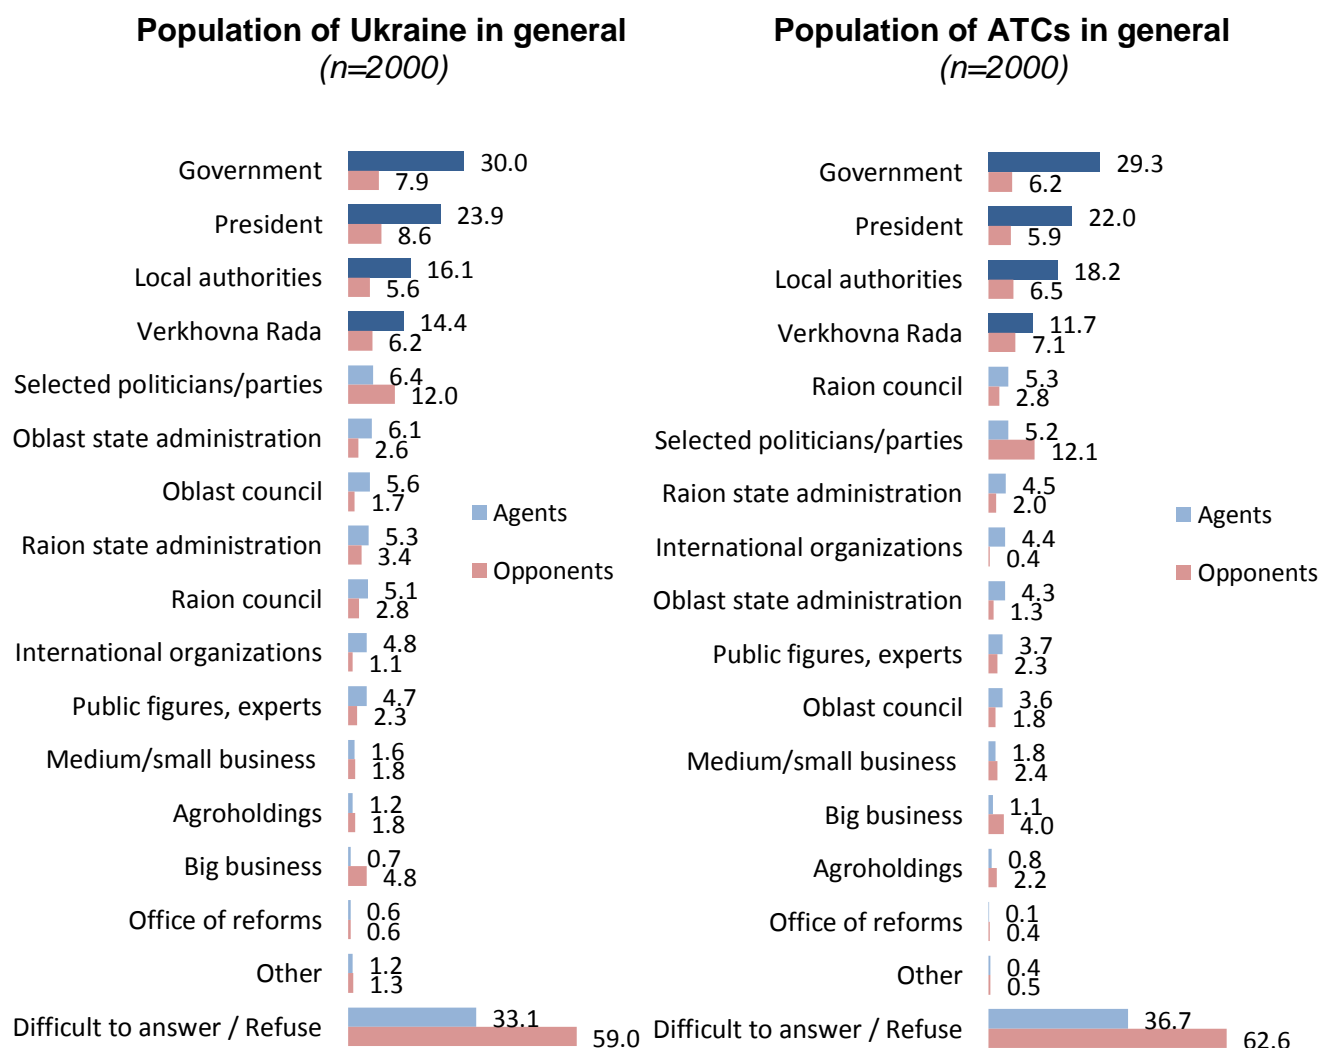 Population of Ukraine in general
(n=2000)
Government 30.0
7.9
President 23.9
8.6
Local authorities 16.1
5.6
Verkhovna Rada 14.4
6.2
Selected politicians/parties 6.4
12.0
Oblast state administration 6.1
2.6
Oblast council 5.6
1.7
Raion state administration 5.3
3.4
Raion council 5.1
2.8
International organizations 4.8
1.1
Public figures, experts 4.7
2.3
Medium/small business 1.6
1.8
Agroholdings 1.2
1.8
Big business 0.7
4.8
Office of reforms 0.6
0.6
Other 1.2
1.3
Difficult to answer / Refuse 33.1
59.0
Agents
Opponents
Population of ATCs in general
(n=2000)
Government 29.3
6.2
President 22.0
5.9
Local authorities 18.2
6.5
Verkhovna Rada 11.7
7.1
Raion council 5.3
2.8
Selected politicians/parties 5.2
12.1
Raion state administration 4.5
2.0
International organizations 4.4
0.4
Oblast state administration 4.3
1.3
Public figures, experts 3.7
2.3
Oblast council 3.6
1.8
Medium/small business 1.8
2.4
Big business 1.1
4.0
Agroholdings 0.8
2.2
Office of reforms 0.1
0.4
Other 0.4
0.5
Difficult to answer / Refuse 36.7
62.6
Agents
Opponents